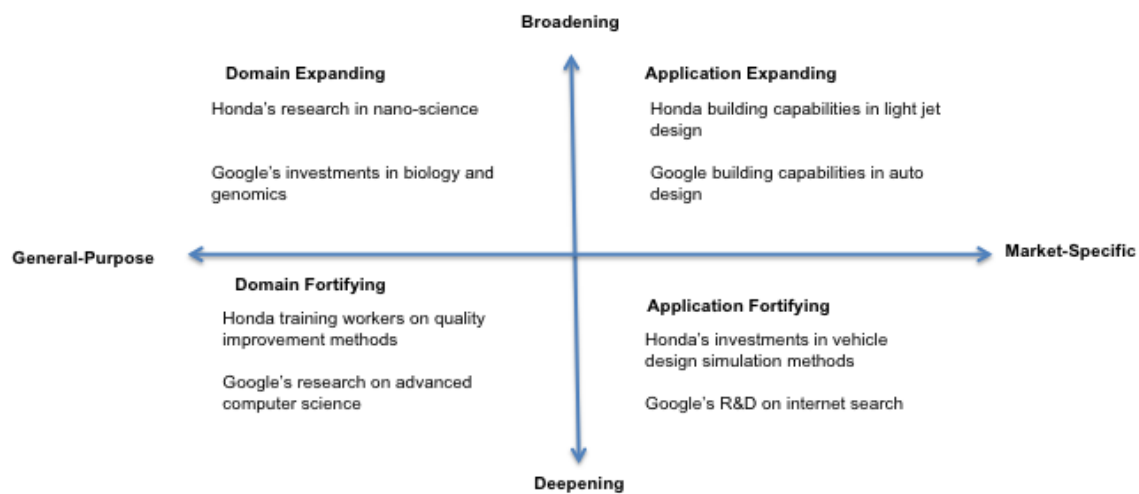 Broadening
Domain Expanding
Honda's research in nano-science
Google's investments in biology and
genomics
Application Expanding
Honda building capabilities in light jet
design
Google building capabilities in auto
design
General-Purpose
Market-Specific
Domain Fortifying
Honda training workers on quality
improvement methods
Google's research on advanced
computer science
Application Fortifying
Honda's investments in vehicle
design simulation methods
Google's R&D on internet search
Deepening